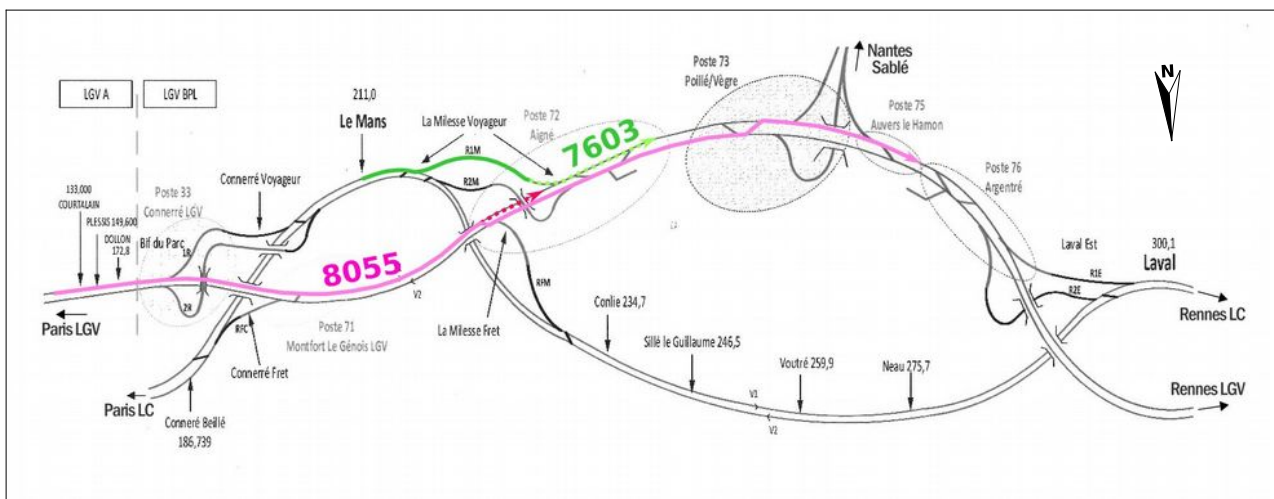 LGV A
LGV BPL
211,0
Le Mans
La Milesse Voyageur
Poste 72
Aigné
7603
Poste 73
Poillé/Vègre
Nantes
Sablé
N
Poste 75
Auvers le Hamon
Poste 76
Argentré
133,000
COURTALAIN
PLESSIS 149,600
DOLLON
172,8
Poste 33
Connerré LGV
Bif du Parc
1R
2R
Connerré Voyageur
R1M
R2M
8055
V2
RFM
La Milesse Fret
Paris LGV
RFC
Poste 71
Montfort Le Génois LGV
Connerré Fret
Paris LC
Conneré Beillé
186,739
Conlie 234,7
Sillé le Guillaume 246,5
V1
V2
Voutré 259,9
Neau 275,7
Laval Est
R1E
R2E
300,1
Laval
Rennes LC
Rennes LGV